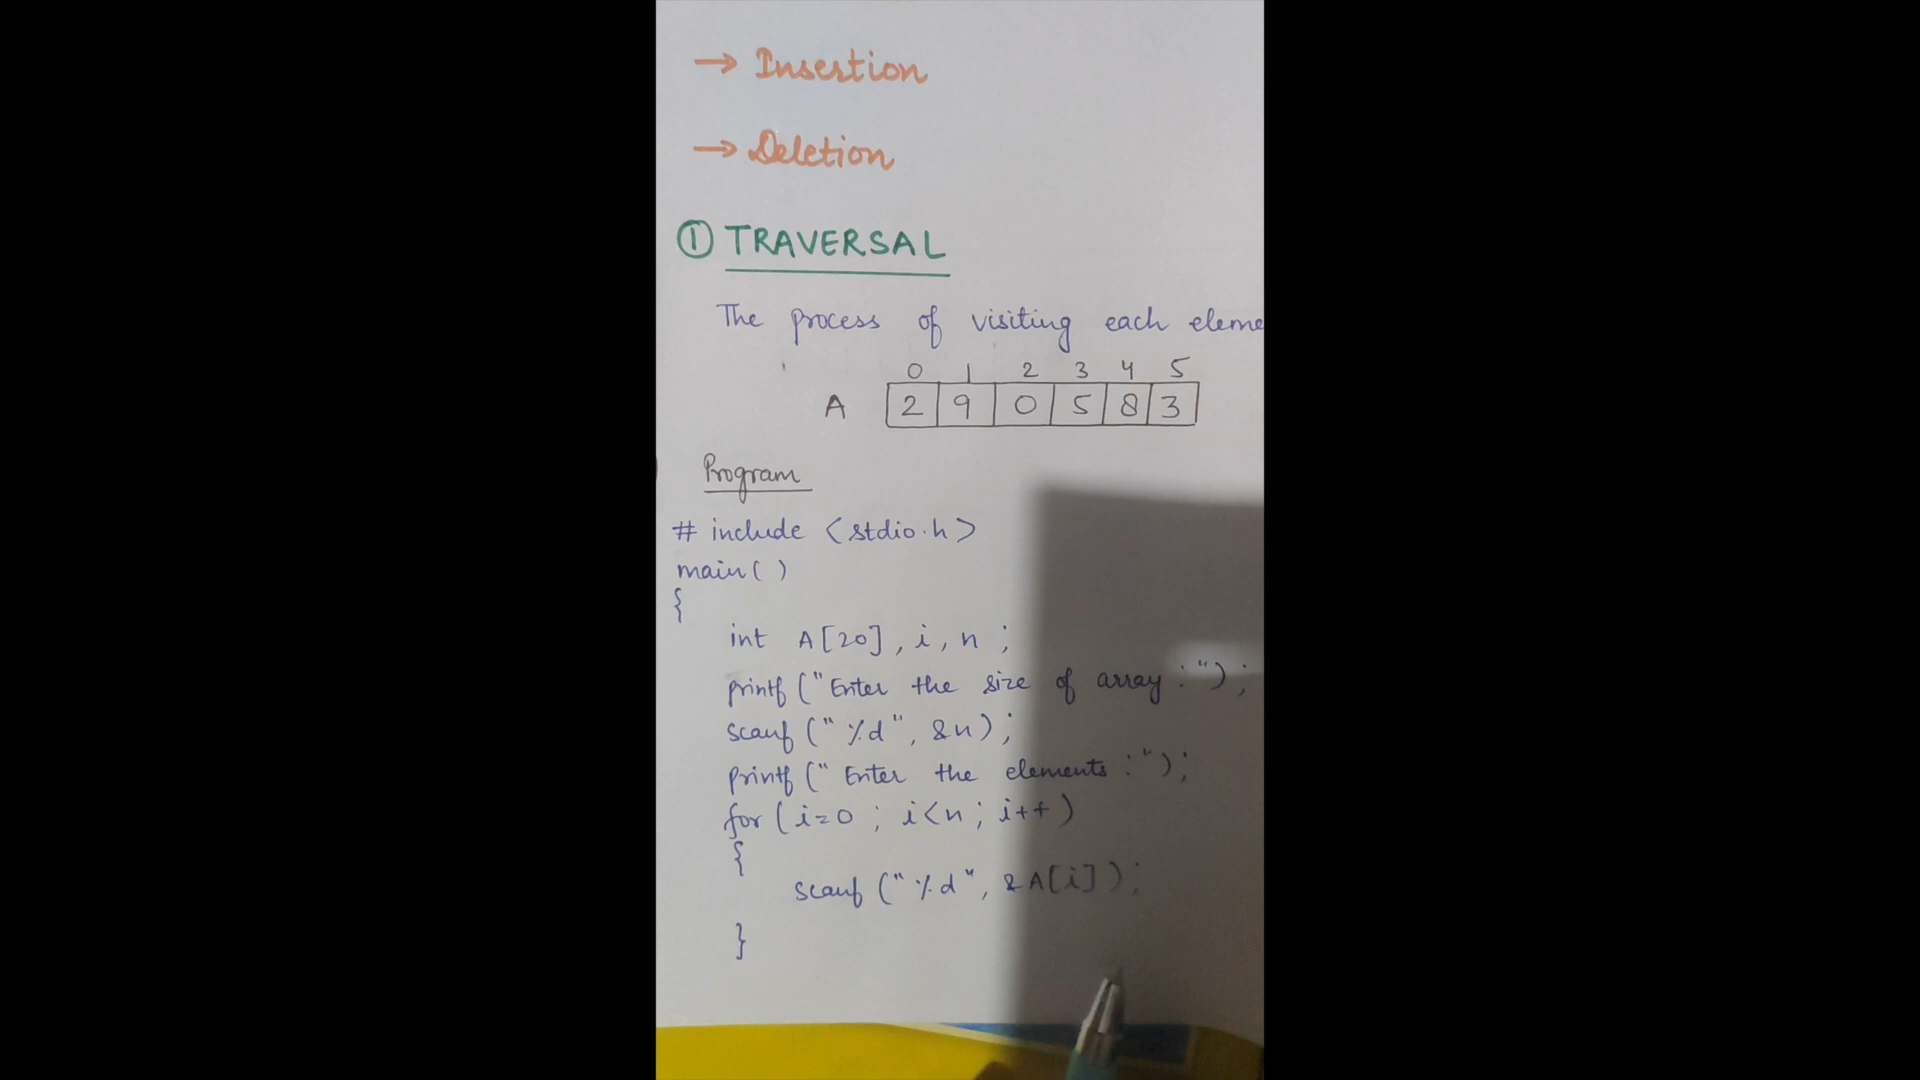 → Insertion
→ Deletion
① TRAVERSAL
The process of visiting each eleme
0 1 2 3 4 5
A 2 9 0 5 8 3
Program
# include <stdio.h>
main( )
{
int A[20], i, n ;
printf ("Enter the size of array : ");
scanf ("%d", &n);
printf (" Enter the elements : ");
for ( i=0 ; i<n ; i++ )
{
scanf ("%d", &A[i] );
}